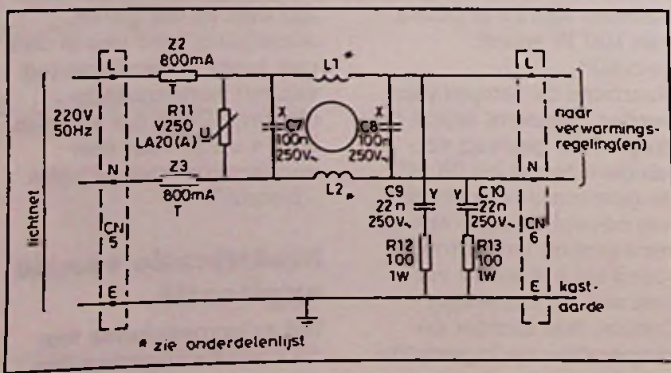 L
Z2
800mA
T
L1*
L
220V
50Hz
R11
V250
LA20(A)
U
X
C7
100n
250V~
X
C8
100n
250V~
naar
verwarmings-
regeling(en)
lichtnet
N
Z3
800mA
T
L2*
N
CN
5
C9
22n
250V~
Y
Y
C10
22n
250V~
CN
6
R12
100
1W
R13
100
1W
E
E
kast-
aarde
* zie onderdelenlijst